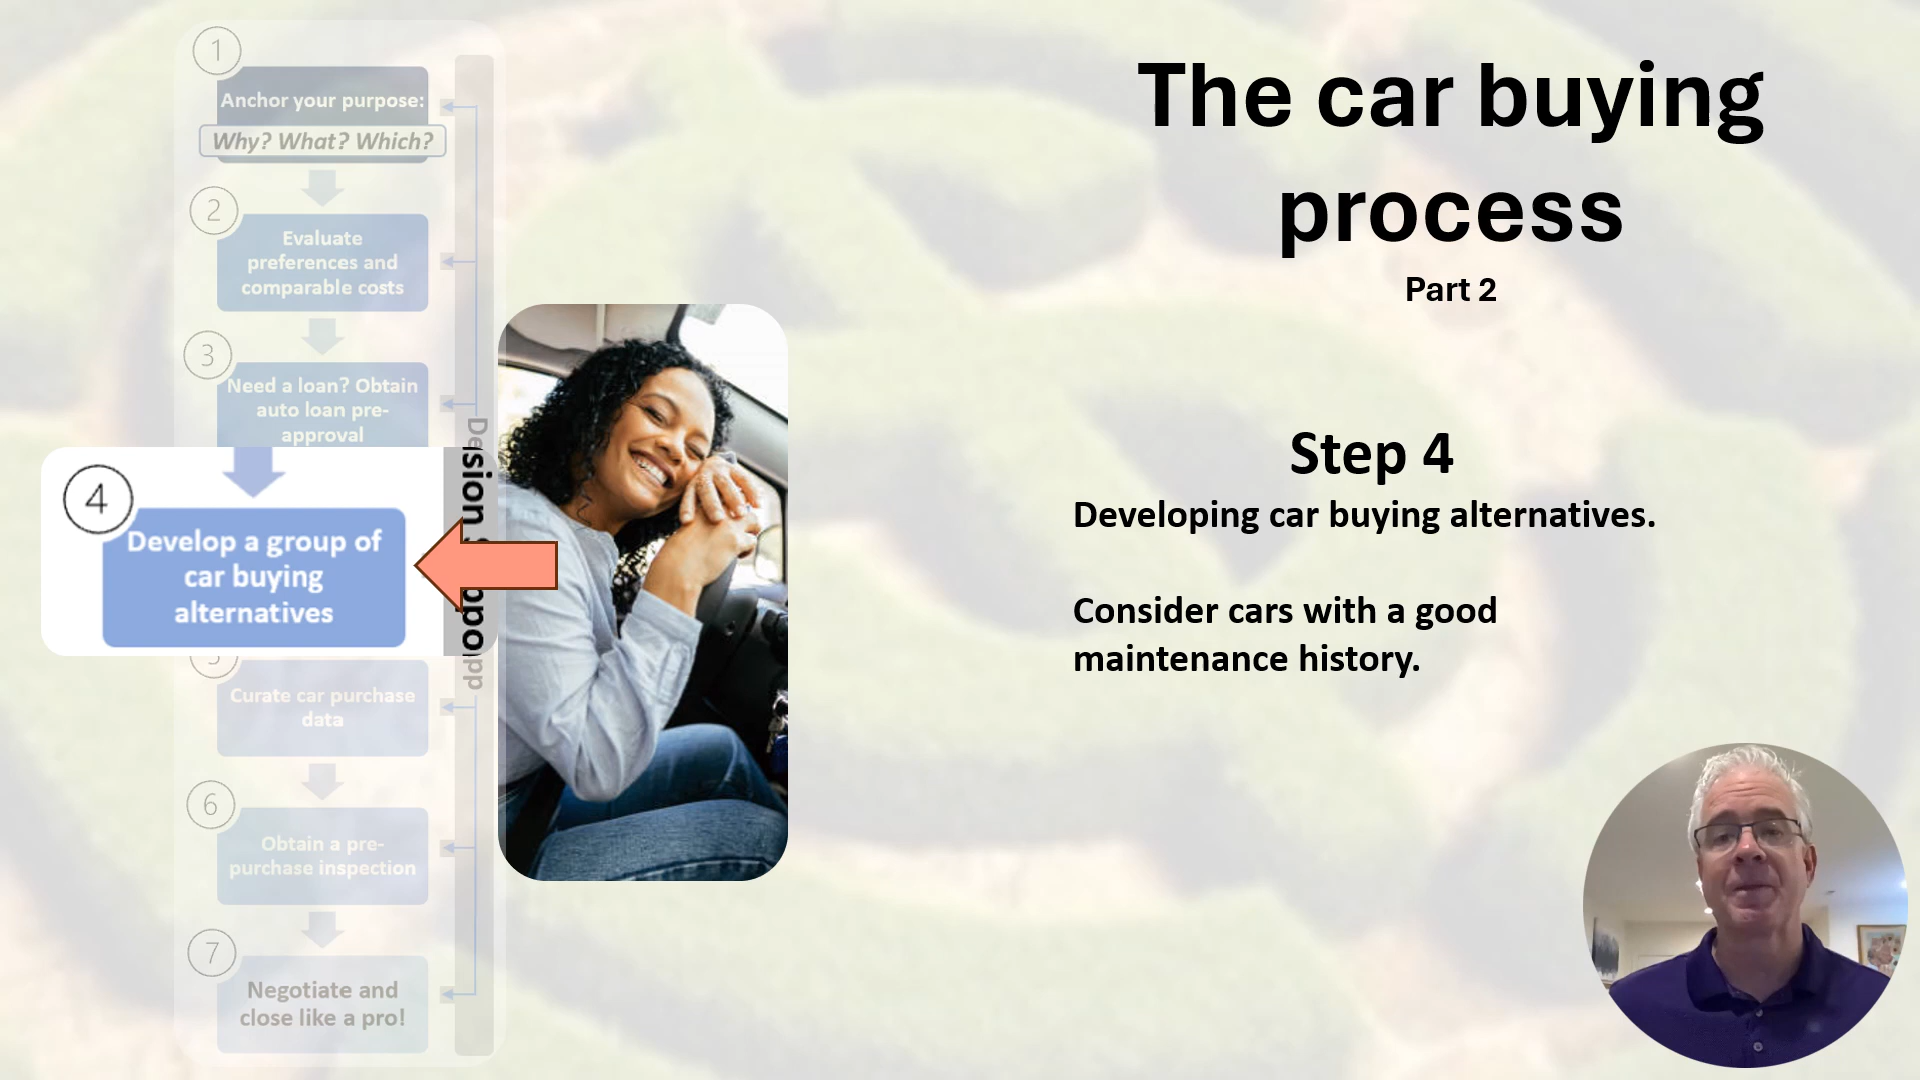 1
Anchor your purpose:
Why? What? Which?
2
Evaluate
preferences and
comparable costs
3
Need a loan? Obtain
auto loan pre-
approval
4
Develop a group of
car buying
alternatives
Curate car purchase
data
6
Obtain a pre-
purchase inspection
7
Negotiate and
close like a pro!
The car buying
process
Part 2
Step 4
Developing car buying alternatives.
Consider cars with a good
maintenance history.